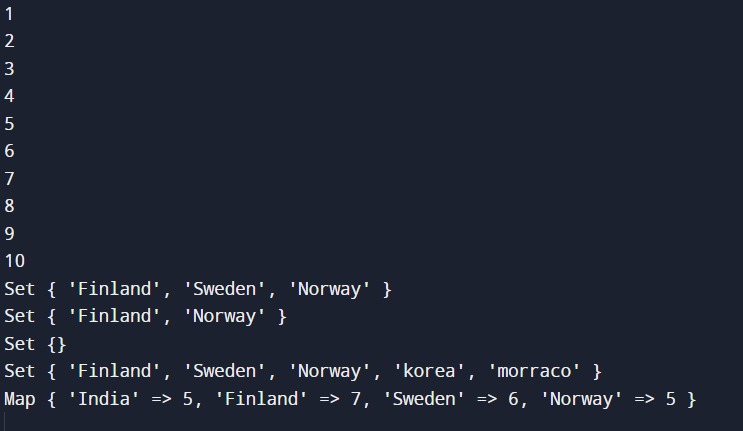 1
2
3
4
5
6
7
8
9
10
Set { 'Finland', 'Sweden', 'Norway' }
Set { 'Finland', 'Norway' }
Set {}
Set { 'Finland', 'Sweden', 'Norway', 'korea', 'morraco' }
Map { 'India' => 5, 'Finland' => 7, 'Sweden' => 6, 'Norway' => 5 }